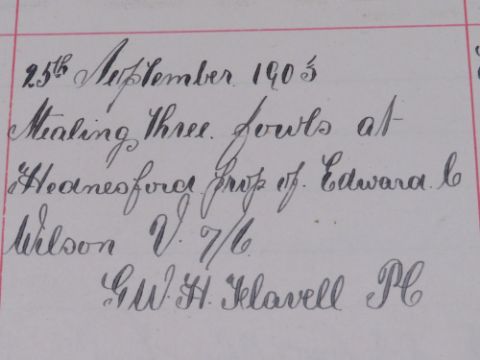 25th September 1903
Stealing three fowls at
Hednesford prop of Edward C
Wilson V. 7/6
G W. H. Flavell PC